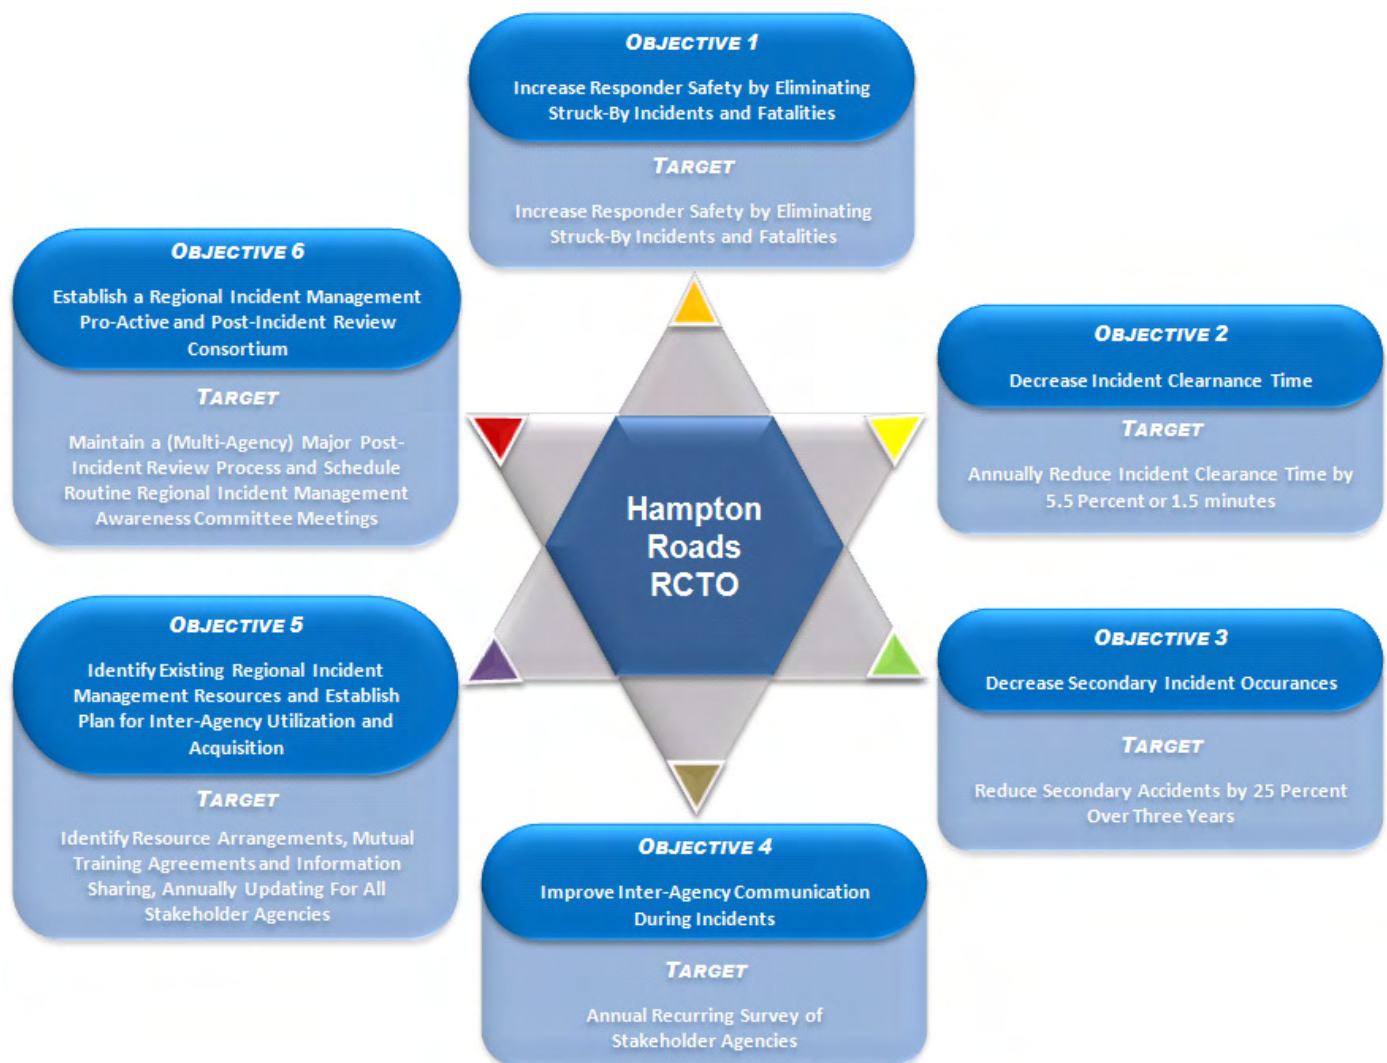 OBJECTIVE 1
Increase Responder Safety by Eliminating
Struck-By Incidents and Fatalities
TARGET
Increase Responder Safety by Eliminating
Struck-By Incidents and Fatalities
OBJECTIVE 6
Establish a Regional Incident Management
Pro-Active and Post-Incident Review
Consortium
TARGET
Maintain a (Multi-Agency) Major Post-
Incident Review Process and Schedule
Routine Regional Incident Management
Awareness Committee Meetings
OBJECTIVE 2
Decrease Incident Clearnance Time
TARGET
Annually Reduce Incident Clearance Time by
5.5 Percent or 1.5 minutes
Hampton
Roads
RCTO
OBJECTIVE 5
Identify Existing Regional Incident
Management Resources and Establish
Plan for Inter-Agency Utilization and
Acquisition
TARGET
Identify Resource Arrangements, Mutual
Training Agreements and Information
Sharing, Annually Updating For All
Stakeholder Agencies
OBJECTIVE 3
Decrease Secondary Incident Occurances
TARGET
Reduce Secondary Accidents by 25 Percent
Over Three Years
OBJECTIVE 4
Improve Inter-Agency Communication
During Incidents
TARGET
Annual Recurring Survey of
Stakeholder Agencies